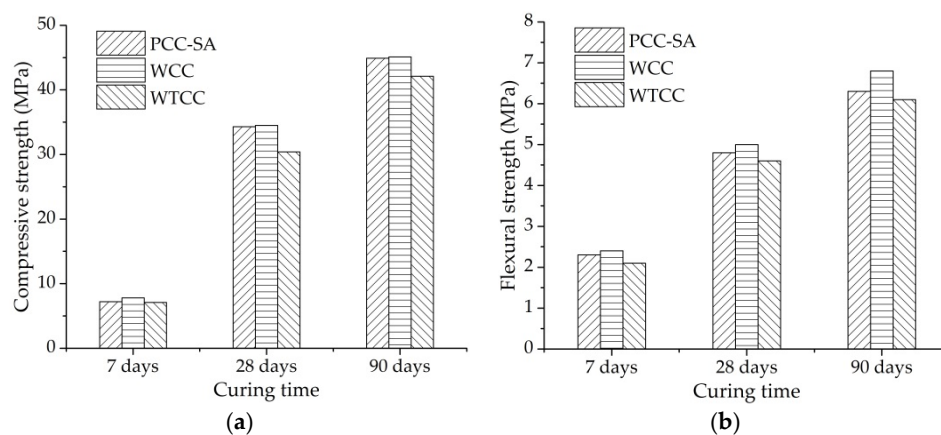 50
40
30
20
10
0
Compressive strength (MPa)
PCC-SA
WCC
WTCC
7 days
28 days
90 days
Curing time
(a)
8
7
6
5
4
3
2
1
0
Flexural strength (MPa)
PCC-SA
WCC
WTCC
7 days
28 days
90 days
Curing time
(b)